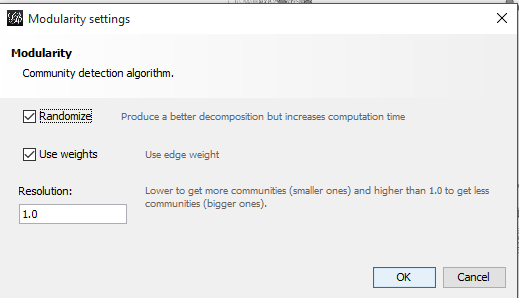 Modularity settings
Modularity
Community detection algorithm.
Randomize Produce a better decomposition but increases computation time
Use weights Use edge weight
Resolution: Lower to get more communities (smaller ones) and higher than 1.0 to get less
communities (bigger ones).
1.0
OK Cancel